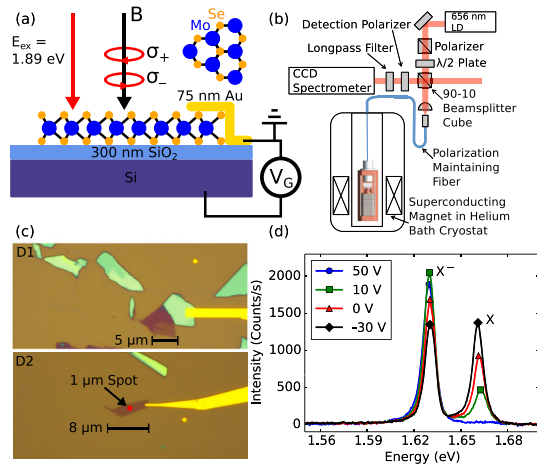 (a)
B
E_ex =
1.89 eV
σ+
σ−
Mo
Se
75 nm Au
300 nm SiO₂
Si
V_G
(b)
656 nm
LD
Detection Polarizer
Longpass Filter
Polarizer
λ/2 Plate
CCD
Spectrometer
90-10
Beamsplitter
Cube
Polarization
Maintaining
Fiber
Superconducting
Magnet in Helium
Bath Cryostat
(c)
D1
5 μm
D2
1 μm Spot
8 μm
(d)
50 V
10 V
0 V
−30 V
X⁻
X
Intensity (Counts/s)
2000
1500
1000
500
0
1.56
1.59
1.63
1.66
1.69
Energy (eV)